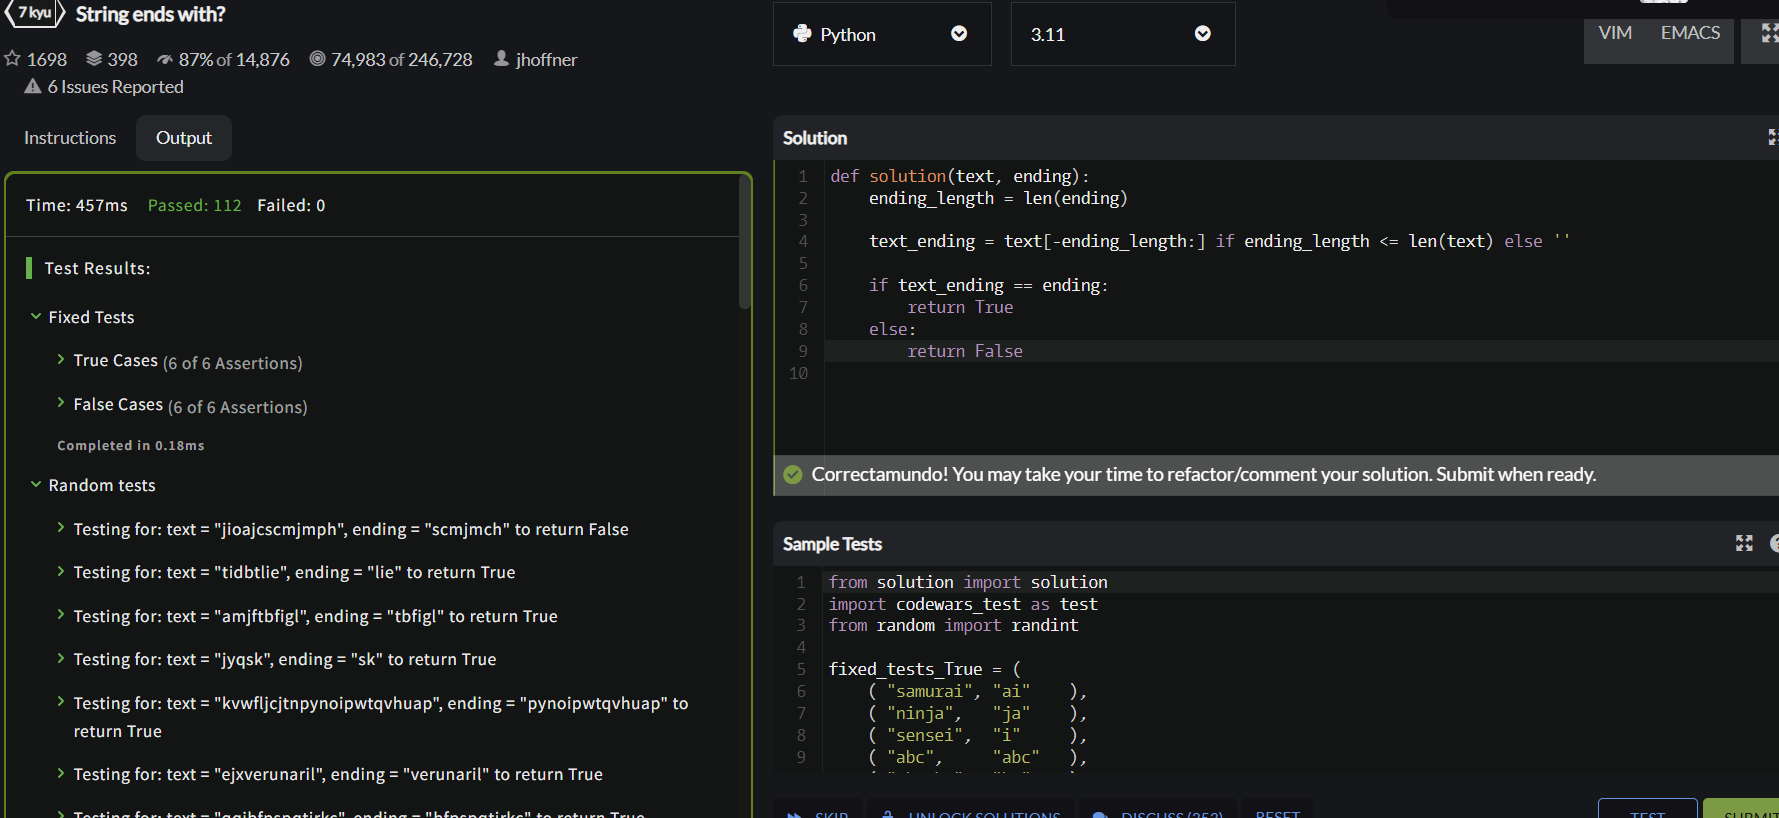 7 kyu String ends with?
1698 398 87% of 14,876 74,983 of 246,728 jhoffner
6 Issues Reported
Instructions Output
Time: 457ms Passed: 112 Failed: 0
Test Results:
Fixed Tests
True Cases (6 of 6 Assertions)
False Cases (6 of 6 Assertions)
Completed in 0.18ms
Random tests
Testing for: text = "jioajcscmjmph", ending = "scmjmch" to return False
Testing for: text = "tidbtlie", ending = "lie" to return True
Testing for: text = "amjftbfigl", ending = "tbfigl" to return True
Testing for: text = "jyqsk", ending = "sk" to return True
Testing for: text = "kvwfljcjtnpynoipwtqvhuap", ending = "pynoipwtqvhuap" to
return True
Testing for: text = "ejxverunaril", ending = "verunaril" to return True
Python 3.11 VIM EMACS
Solution
1 def solution(text, ending):
2 ending_length = len(ending)
3
4 text_ending = text[-ending_length:] if ending_length <= len(text) else ''
5
6 if text_ending == ending:
7 return True
8 else:
9 return False
10
Correctamundo! You may take your time to refactor/comment your solution. Submit when ready.
Sample Tests
1 from solution import solution
2 import codewars_test as test
3 from random import randint
4
5 fixed_tests_True = (
6 ( "samurai", "ai" ),
7 ( "ninja", "ja" ),
8 ( "sensei", "i" ),
9 ( "abc", "abc" ),
SKIP UNLOCK SOLUTIONS DISCUSS RESET TEST SUBMIT